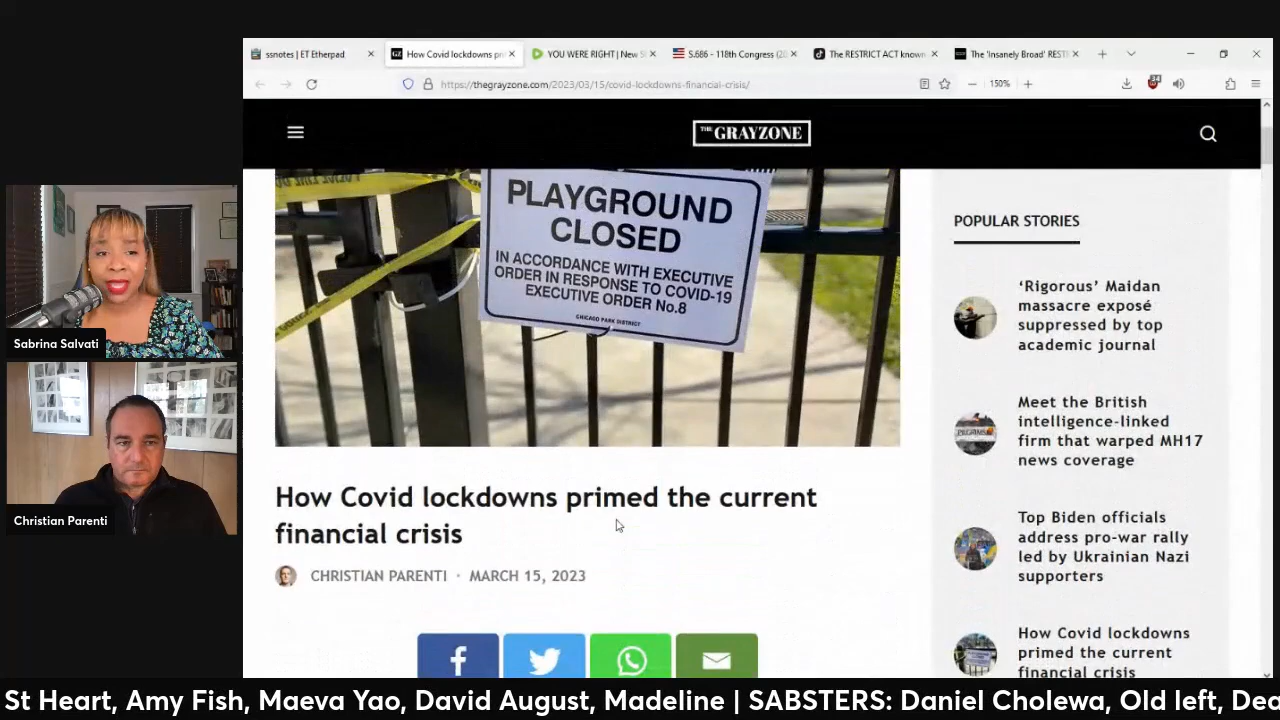 ssnotes | ET Etherpad
How Covid lockdowns pri
YOU WERE RIGHT | New S
S.686 - 118th Congress (20
The RESTRICT ACT known
The 'Insanely Broad' REST
https://thegrayzone.com/2023/03/15/covid-lockdowns-financial-crisis/
150%
THE GRAYZONE
PLAYGROUND
CLOSED
IN ACCORDANCE WITH EXECUTIVE
ORDER IN RESPONSE TO COVID-19
EXECUTIVE ORDER No.8
CHICAGO PARK DISTRICT
How Covid lockdowns primed the current
financial crisis
CHRISTIAN PARENTI · MARCH 15, 2023
POPULAR STORIES
‘Rigorous’ Maidan
massacre exposé
suppressed by top
academic journal
Meet the British
intelligence-linked
firm that warped MH17
news coverage
Top Biden officials
address pro-war rally
led by Ukrainian Nazi
supporters
How Covid lockdowns
primed the current
financial crisis
Sabrina Salvati
Christian Parenti
St Heart, Amy Fish, Maeva Yao, David August, Madeline | SABSTERS: Daniel Cholewa, Old left, Dea